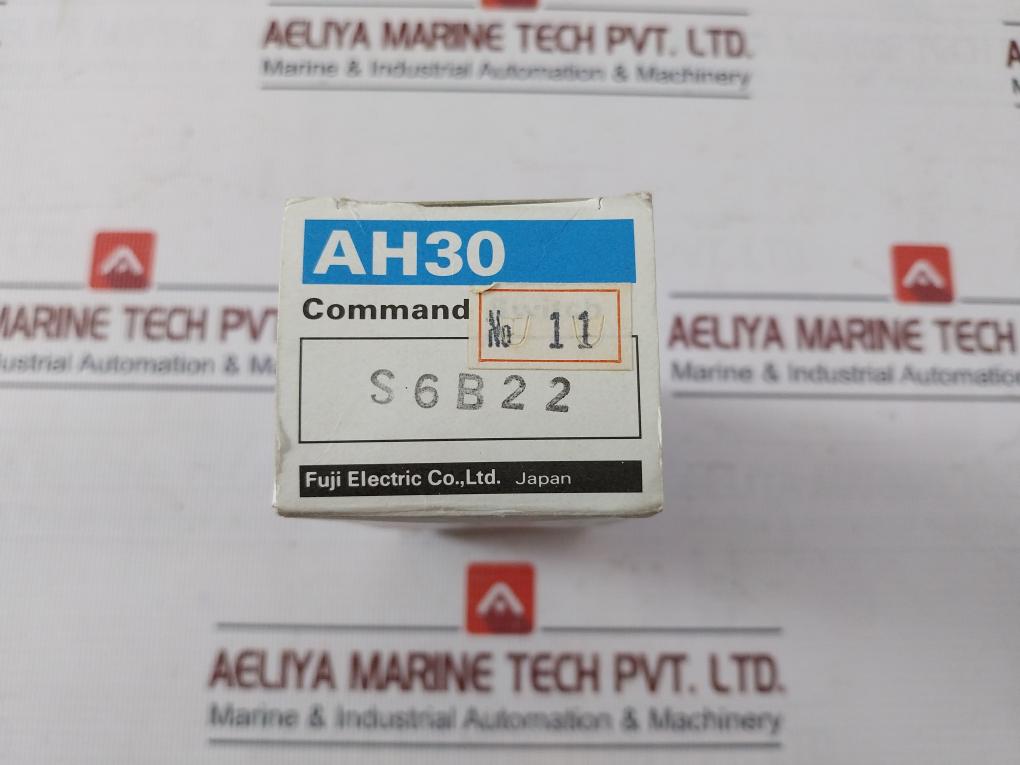 AELIYA MARINE TECH PVT. LTD.
Marine & Industrial Automation & Machinery
AH30
Command
No 11
S6B22
Fuji Electric Co.,Ltd. Japan
MARINE TECH PVT
Industrial Automation &
AELIYA MARINE TECH
Marine & Industrial
AELIYA MARINE TECH PVT. LTD.
Marine & Industrial Automation & Machinery